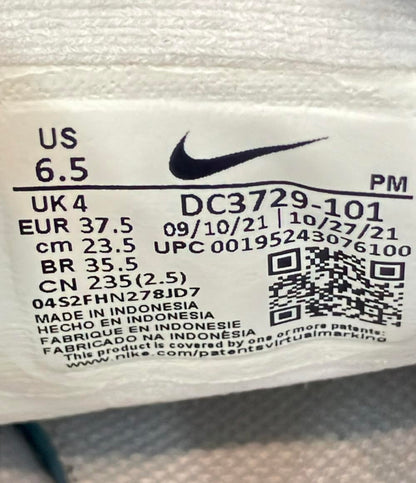 US
6.5
PM
UK 4
DC3729-101
EUR 37.5
09/10/21 | 10/27/21
cm 23.5
UPC 00195243076100
BR 35.5
CN 235(2.5)
04S2FHN278JD7
MADE IN INDONESIA
HECHO EN INDONESIA
FABRIQUE EN INDONESIE
FABRICADO NA INDONÉSIA
This product is covered by one or more patents:
www.nike.com/patentsvirtualmarking